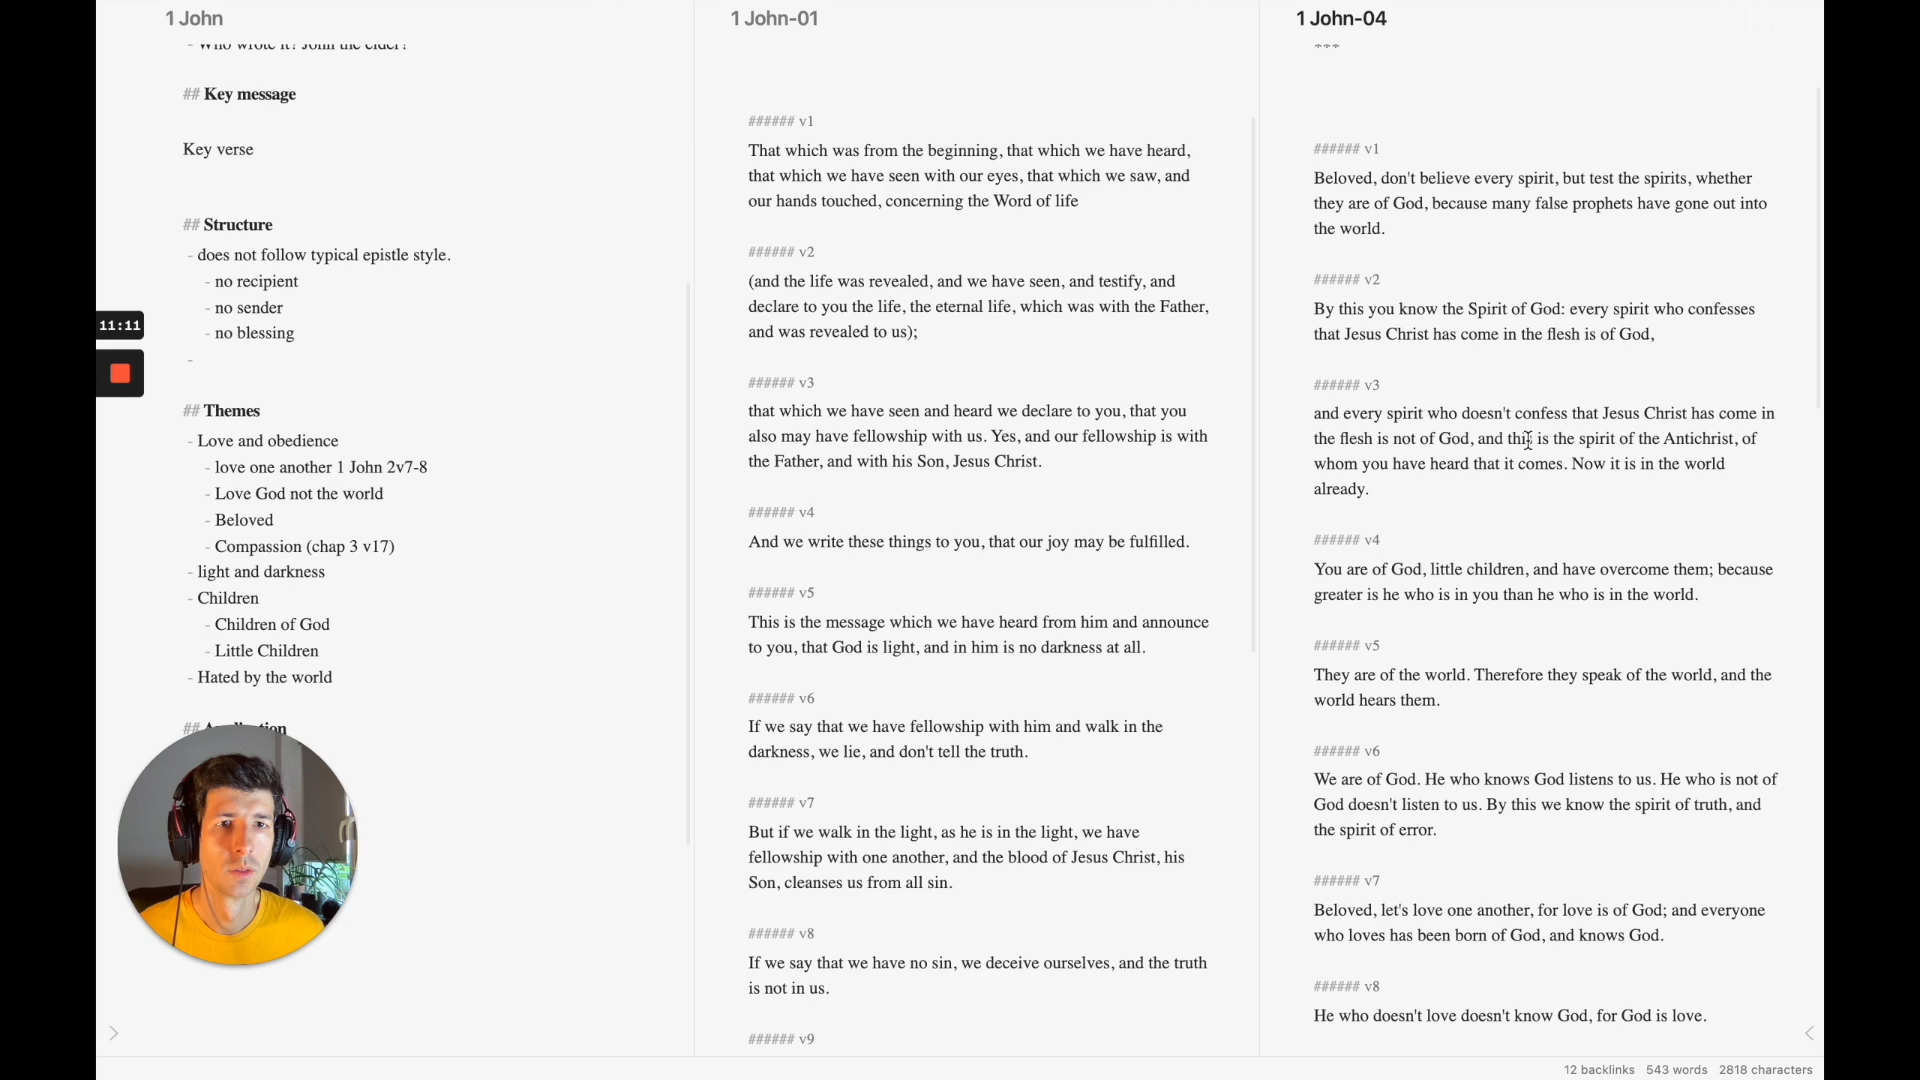 1 John
- Who wrote it? John the elder?
## Key message
Key verse
## Structure
- does not follow typical epistle style.
- no recipient
- no sender
- no blessing
-
## Themes
- Love and obedience
- love one another 1 John 2v7-8
- Love God not the world
- Beloved
- Compassion (chap 3 v17)
- light and darkness
- Children
- Children of God
- Little Children
- Hated by the world
## Application
11:11
1 John-01
###### v1
That which was from the beginning, that which we have heard,
that which we have seen with our eyes, that which we saw, and
our hands touched, concerning the Word of life
###### v2
(and the life was revealed, and we have seen, and testify, and
declare to you the life, the eternal life, which was with the Father,
and was revealed to us);
###### v3
that which we have seen and heard we declare to you, that you
also may have fellowship with us. Yes, and our fellowship is with
the Father, and with his Son, Jesus Christ.
###### v4
And we write these things to you, that our joy may be fulfilled.
###### v5
This is the message which we have heard from him and announce
to you, that God is light, and in him is no darkness at all.
###### v6
If we say that we have fellowship with him and walk in the
darkness, we lie, and don't tell the truth.
###### v7
But if we walk in the light, as he is in the light, we have
fellowship with one another, and the blood of Jesus Christ, his
Son, cleanses us from all sin.
###### v8
If we say that we have no sin, we deceive ourselves, and the truth
is not in us.
###### v9
1 John-04
***
###### v1
Beloved, don't believe every spirit, but test the spirits, whether
they are of God, because many false prophets have gone out into
the world.
###### v2
By this you know the Spirit of God: every spirit who confesses
that Jesus Christ has come in the flesh is of God,
###### v3
and every spirit who doesn't confess that Jesus Christ has come in
the flesh is not of God, and this is the spirit of the Antichrist, of
whom you have heard that it comes. Now it is in the world
already.
###### v4
You are of God, little children, and have overcome them; because
greater is he who is in you than he who is in the world.
###### v5
They are of the world. Therefore they speak of the world, and the
world hears them.
###### v6
We are of God. He who knows God listens to us. He who is not of
God doesn't listen to us. By this we know the spirit of truth, and
the spirit of error.
###### v7
Beloved, let's love one another, for love is of God; and everyone
who loves has been born of God, and knows God.
###### v8
He who doesn't love doesn't know God, for God is love.
12 backlinks 543 words 2818 characters